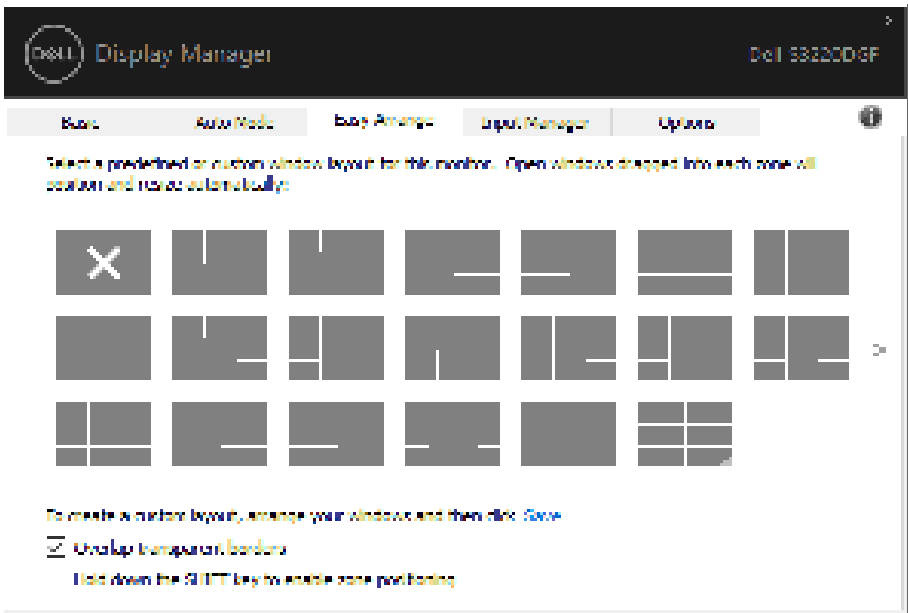 DELL Display Manager
Dell S3220DGF
Basic Auto Mode Easy Arrange Input Manager Options
Select a predefined or custom window layout for this monitor. Open windows dragged into each zone will
position and resize automatically:
To create a custom layout, arrange your windows and then click Save
Overlap transparent borders
Hold down the SHIFT key to enable zone positioning